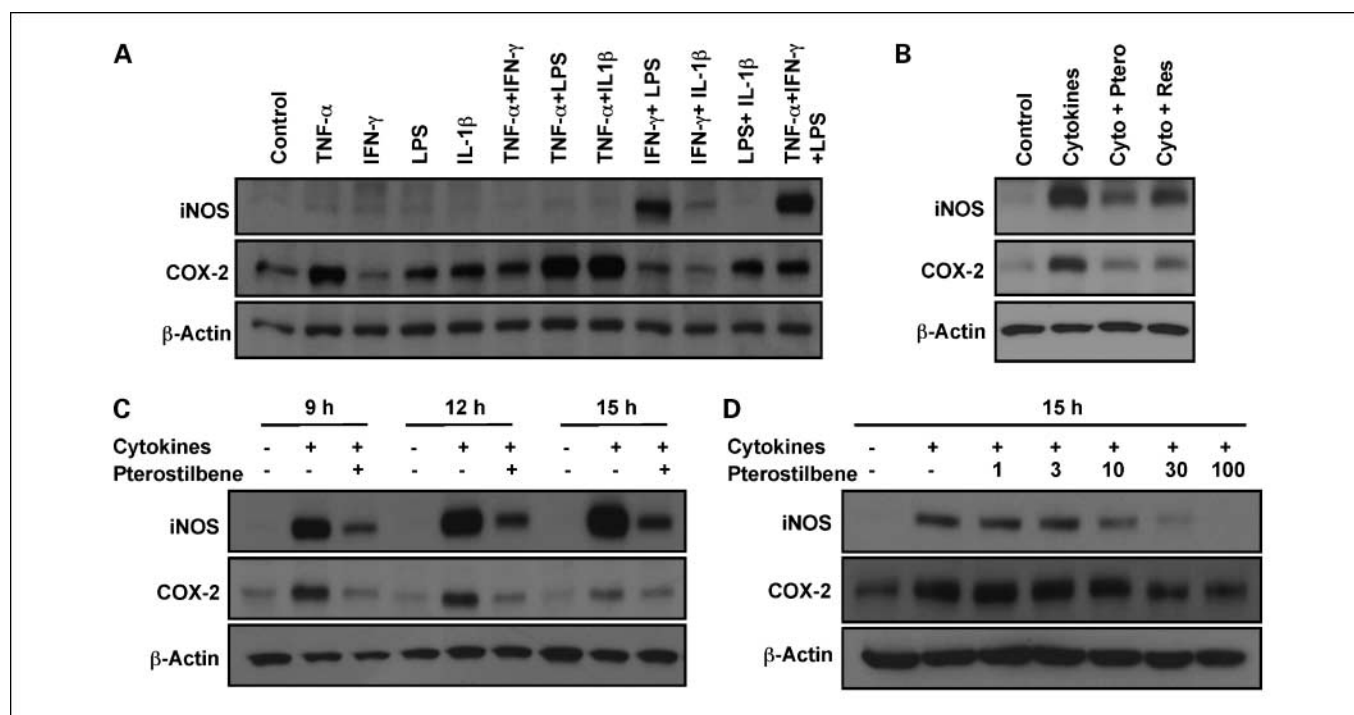 A
Control
TNF-α
IFN-γ
LPS
IL-1β
TNF-α+IFN-γ
TNF-α+LPS
TNF-α+IL1β
IFN-γ+ LPS
IFN-γ+ IL-1β
LPS+ IL-1β
TNF-α+IFN-γ
+LPS
iNOS
COX-2
β-Actin
B
Control
Cytokines
Cyto + Ptero
Cyto + Res
iNOS
COX-2
β-Actin
C
9 h 12 h 15 h
Cytokines - + + - + + - + +
Pterostilbene - - + - - + - - +
iNOS
COX-2
β-Actin
D
15 h
Cytokines - + + + + + +
Pterostilbene - - 1 3 10 30 100
iNOS
COX-2
β-Actin